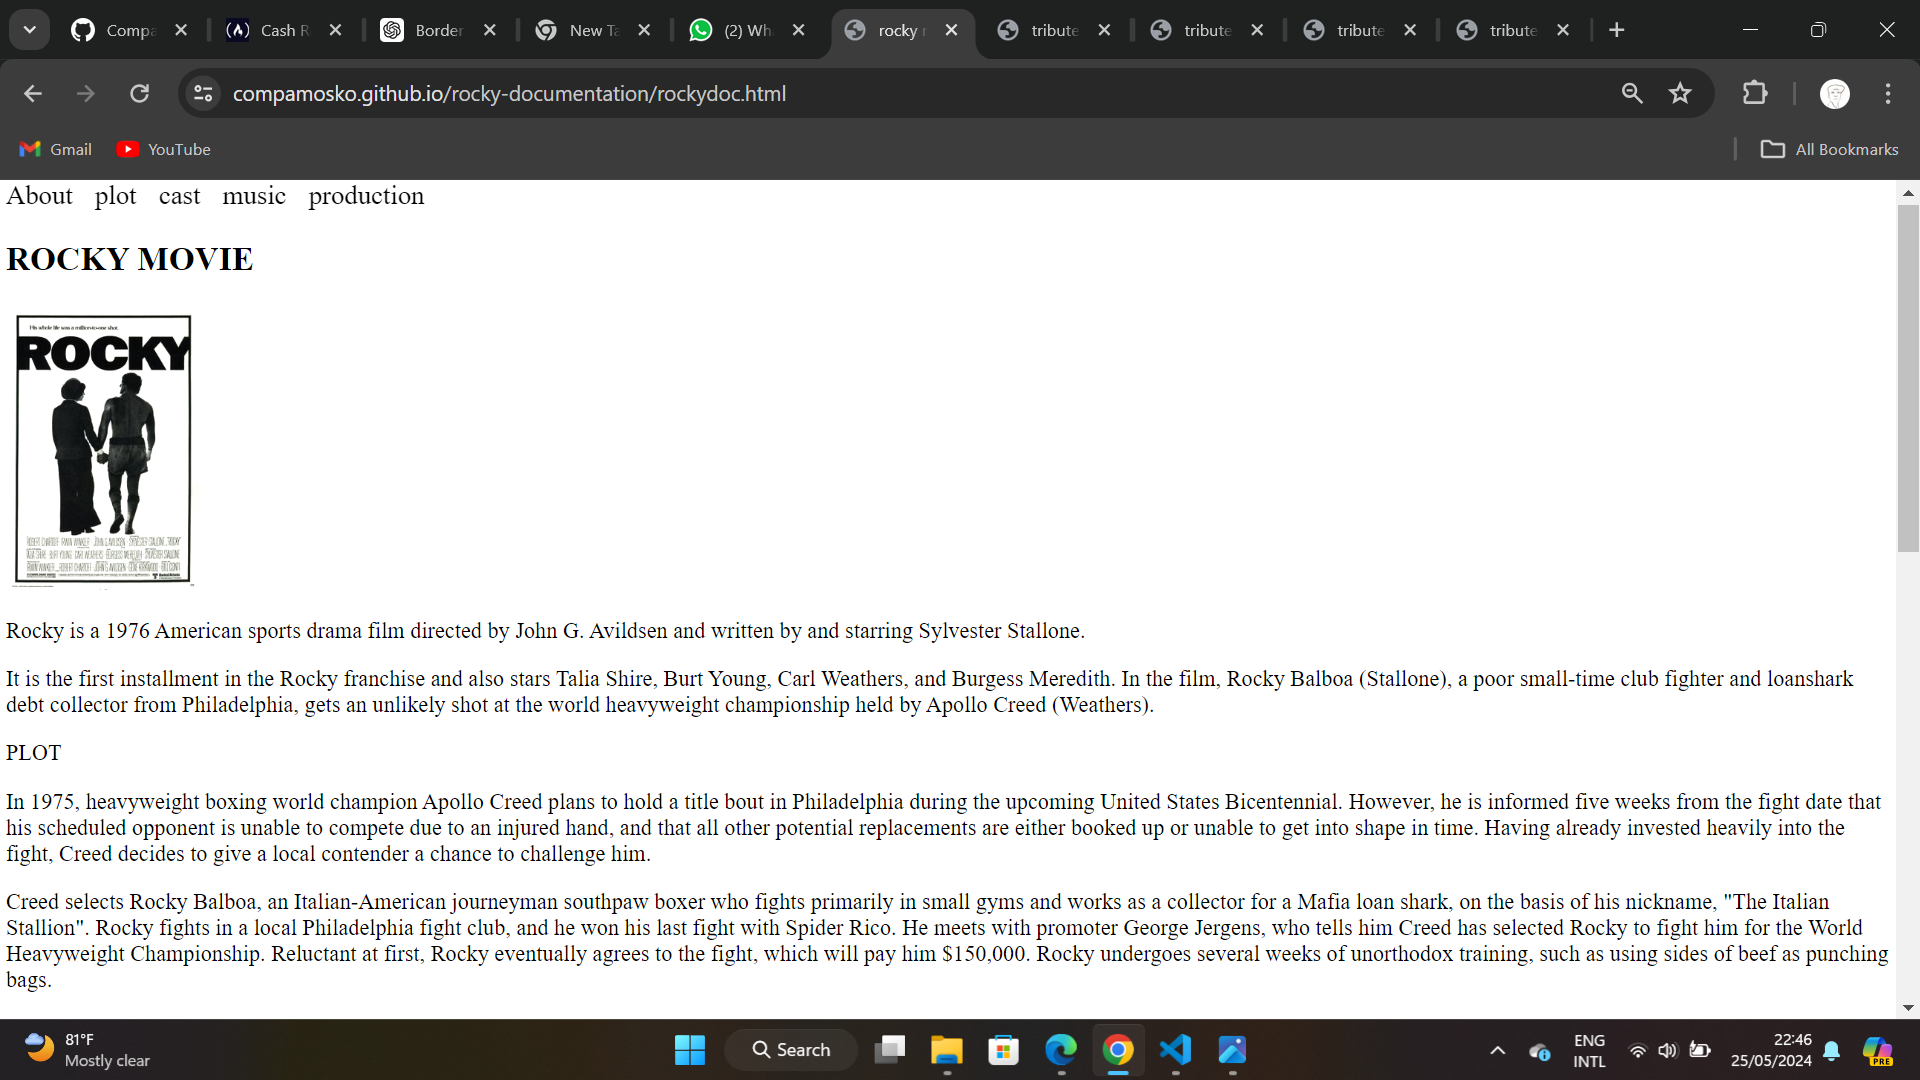 Compa
Cash R
Border
New Ta
(2) Wh
rocky
tribute
tribute
tribute
tribute
compamosko.github.io/rocky-documentation/rockydoc.html
Gmail
YouTube
All Bookmarks
About plot cast music production
ROCKY MOVIE
His whole life was a million-to-one shot.
ROCKY
Rocky is a 1976 American sports drama film directed by John G. Avildsen and written by and starring Sylvester Stallone.
It is the first installment in the Rocky franchise and also stars Talia Shire, Burt Young, Carl Weathers, and Burgess Meredith. In the film, Rocky Balboa (Stallone), a poor small-time club fighter and loanshark
debt collector from Philadelphia, gets an unlikely shot at the world heavyweight championship held by Apollo Creed (Weathers).
PLOT
In 1975, heavyweight boxing world champion Apollo Creed plans to hold a title bout in Philadelphia during the upcoming United States Bicentennial. However, he is informed five weeks from the fight date that
his scheduled opponent is unable to compete due to an injured hand, and that all other potential replacements are either booked up or unable to get into shape in time. Having already invested heavily into the
fight, Creed decides to give a local contender a chance to challenge him.
Creed selects Rocky Balboa, an Italian-American journeyman southpaw boxer who fights primarily in small gyms and works as a collector for a Mafia loan shark, on the basis of his nickname, "The Italian
Stallion". Rocky fights in a local Philadelphia fight club, and he won his last fight with Spider Rico. He meets with promoter George Jergens, who tells him Creed has selected Rocky to fight him for the World
Heavyweight Championship. Reluctant at first, Rocky eventually agrees to the fight, which will pay him $150,000. Rocky undergoes several weeks of unorthodox training, such as using sides of beef as punching
bags.
81°F
Mostly clear
Search
ENG
INTL
22:46
25/05/2024
PRE